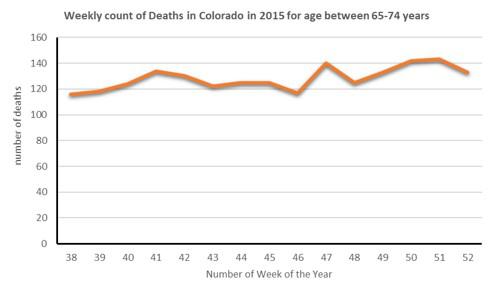 Weekly count of Deaths in Colorado in 2015 for age between 65-74 years
160
140
120
100
80
60
40
20
0
number of deaths
38 39 40 41 42 43 44 45 46 47 48 49 50 51 52
Number of Week of the Year